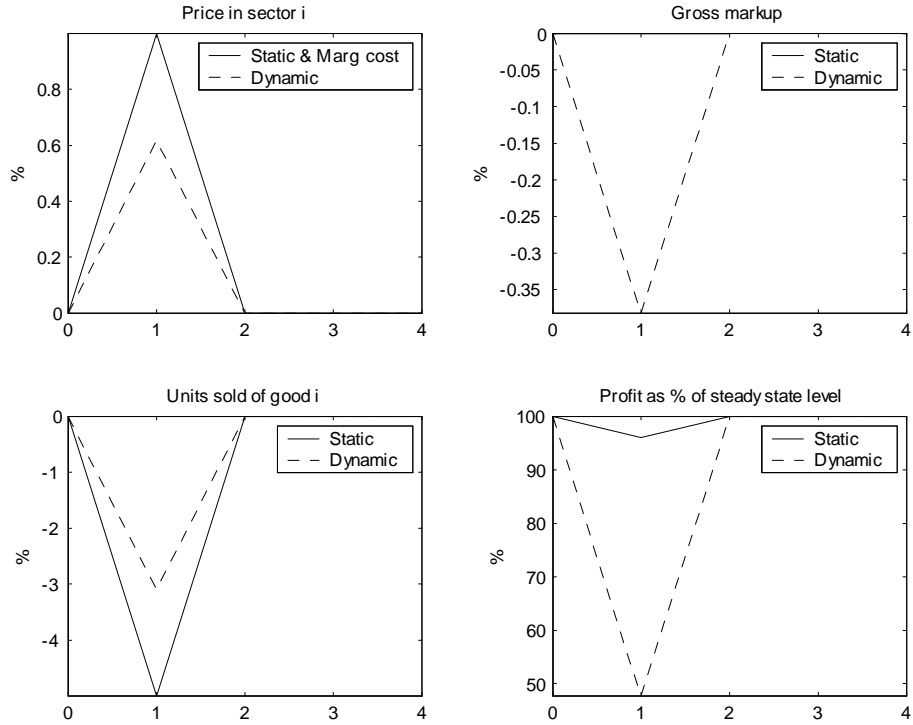 Price in sector i
Static & Marg cost
Dynamic
0.8
0.6
0.4
0.2
0
%
0 1 2 3 4
Gross markup
Static
Dynamic
0
-0.05
-0.1
-0.15
-0.2
-0.25
-0.3
-0.35
%
0 1 2 3 4
Units sold of good i
Static
Dynamic
0
-1
-2
-3
-4
%
0 1 2 3 4
Profit as % of steady state level
Static
Dynamic
100
90
80
70
60
50
%
0 1 2 3 4